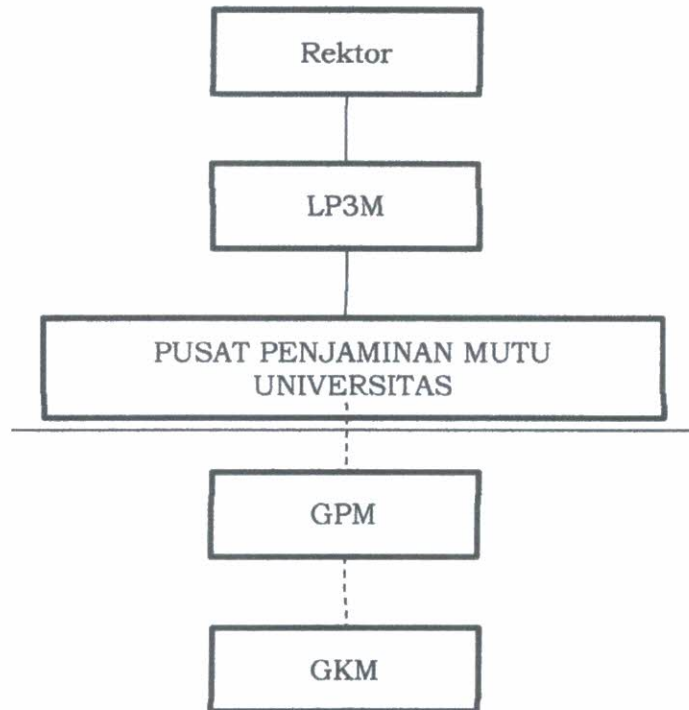 Rektor
LP3M
PUSAT PENJAMINAN MUTU
UNIVERSITAS
GPM
GKM